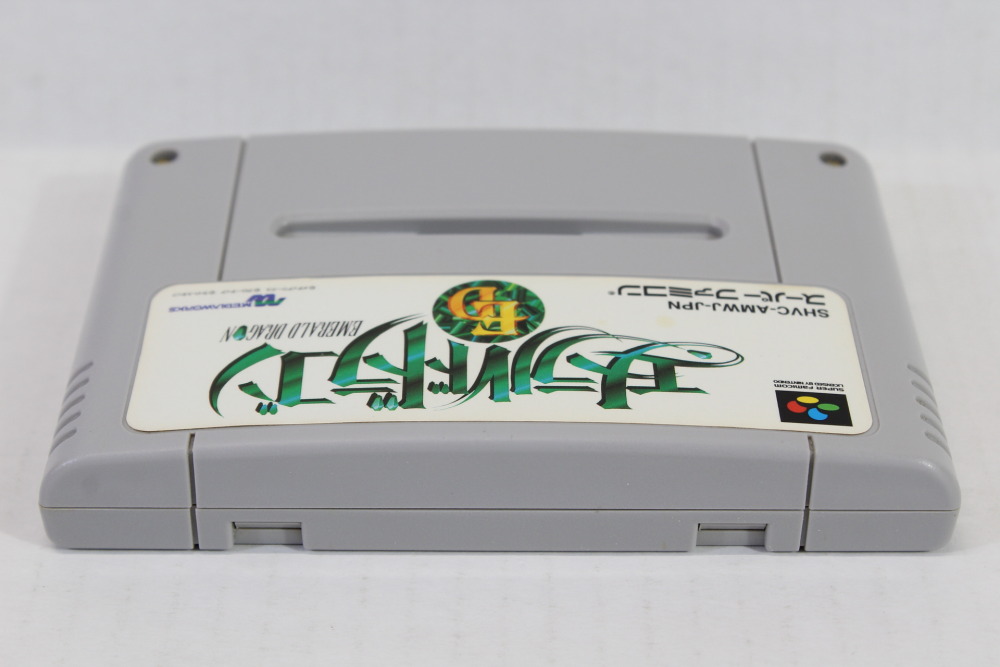 SUPER FAMICOM
LICENSED BY NINTENDO
エメラルドドラゴン
EMERALD DRAGON
ED
SHVC-AMWJ-JPN
スーパーファミコン®
MEDIAWORKS